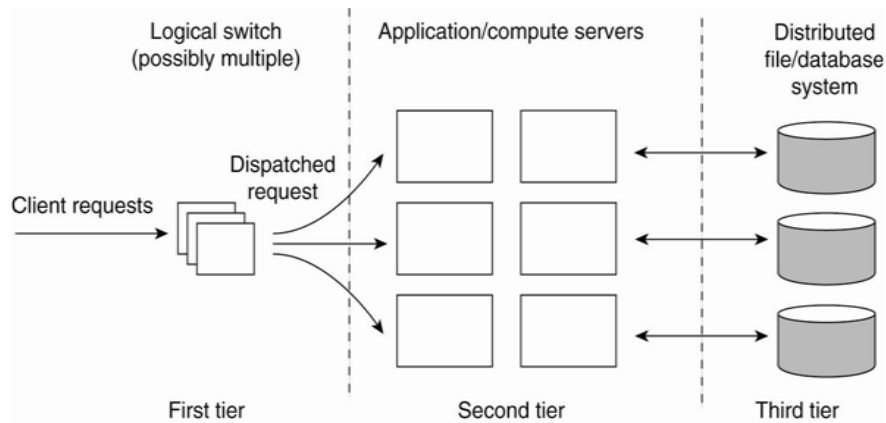 Logical switch
(possibly multiple)
Application/compute servers
Distributed
file/database
system
Client requests
Dispatched
request
First tier
Second tier
Third tier